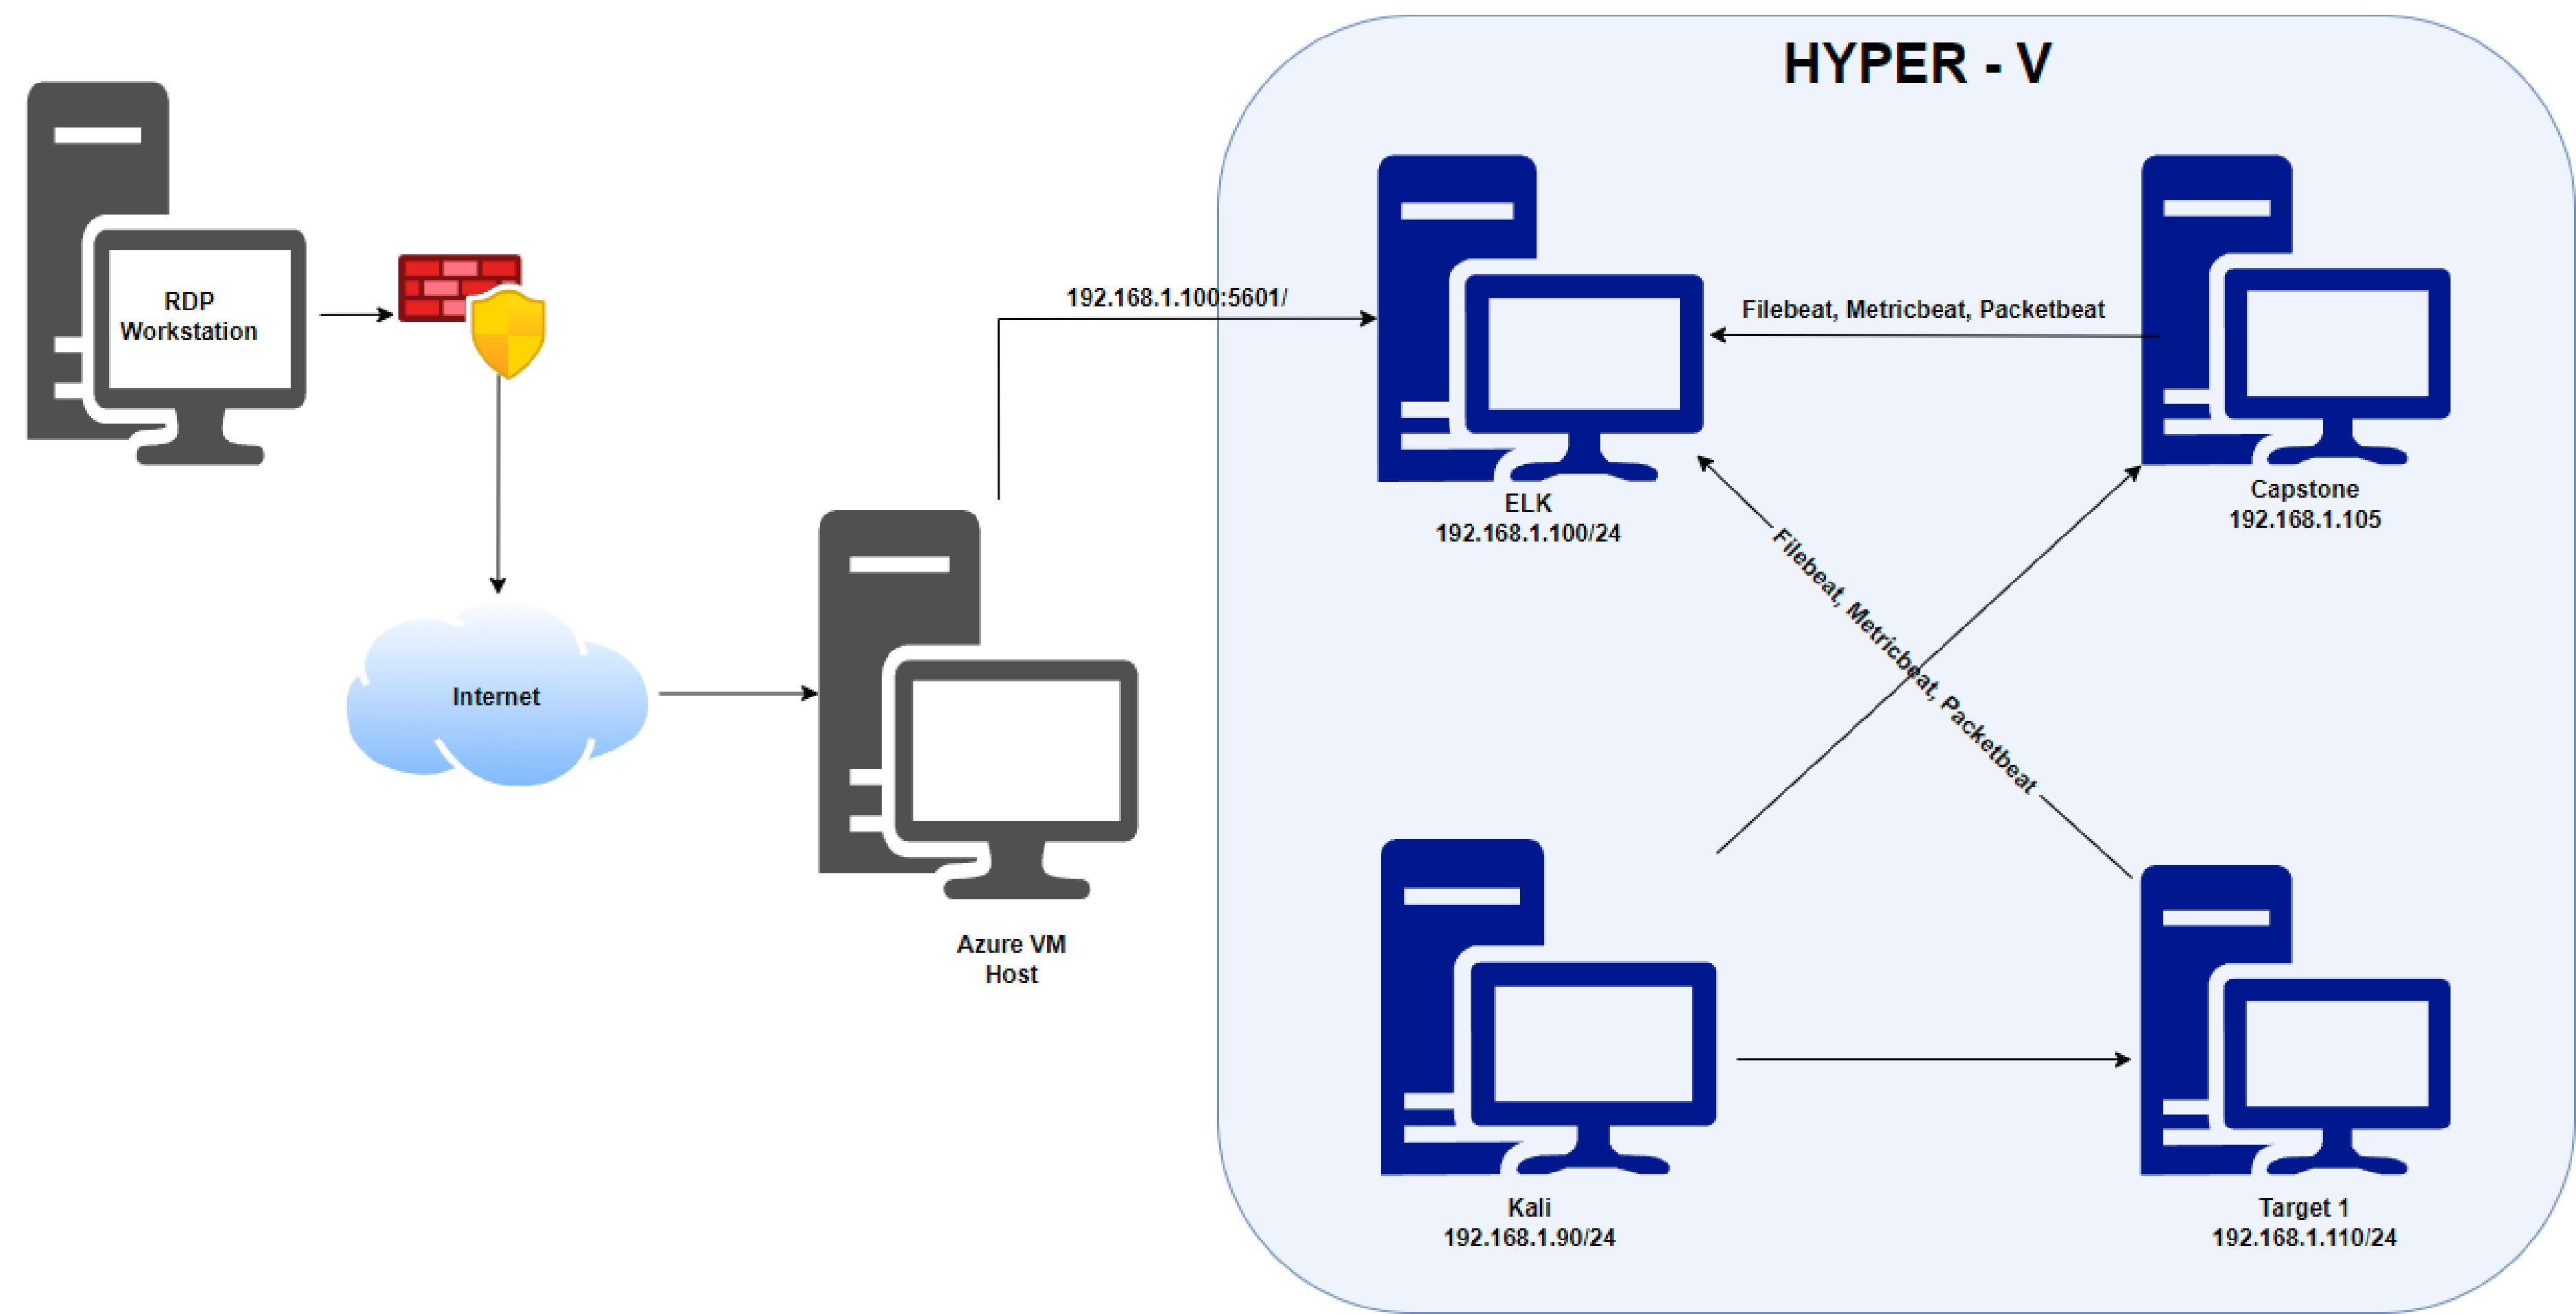 HYPER - V
RDP
Workstation
192.168.1.100:5601/
Filebeat, Metricbeat, Packetbeat
ELK
192.168.1.100/24
Capstone
192.168.1.105
Filebeat, Metricbeat, Packetbeat
Internet
Azure VM
Host
Kali
192.168.1.90/24
Target 1
192.168.1.110/24